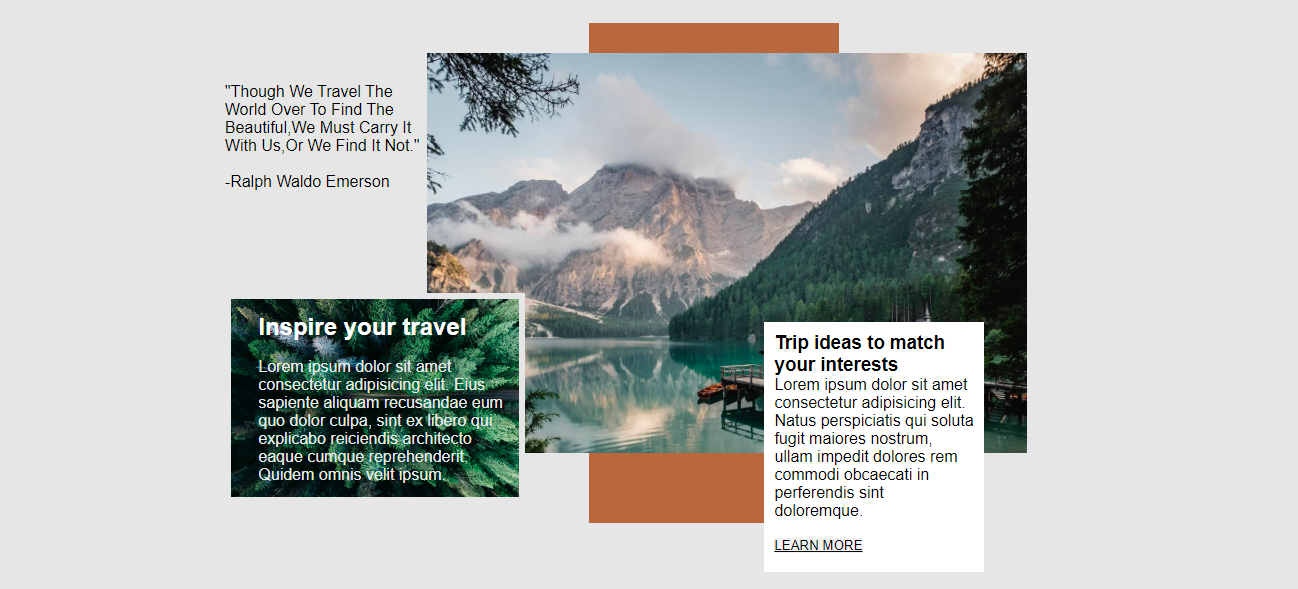 "Though We Travel The
World Over To Find The
Beautiful,We Must Carry It
With Us,Or We Find It Not."
-Ralph Waldo Emerson
Inspire your travel
Lorem ipsum dolor sit amet
consectetur adipisicing elit. Eius
sapiente aliquam recusandae eum
quo dolor culpa, sint ex libero qui
explicabo reiciendis architecto
eaque cumque reprehenderit.
Quidem omnis velit ipsum.
Trip ideas to match
your interests
Lorem ipsum dolor sit amet
consectetur adipisicing elit.
Natus perspiciatis qui soluta
fugit maiores nostrum,
ullam impedit dolores rem
commodi obcaecati in
perferendis sint
doloremque.
LEARN MORE